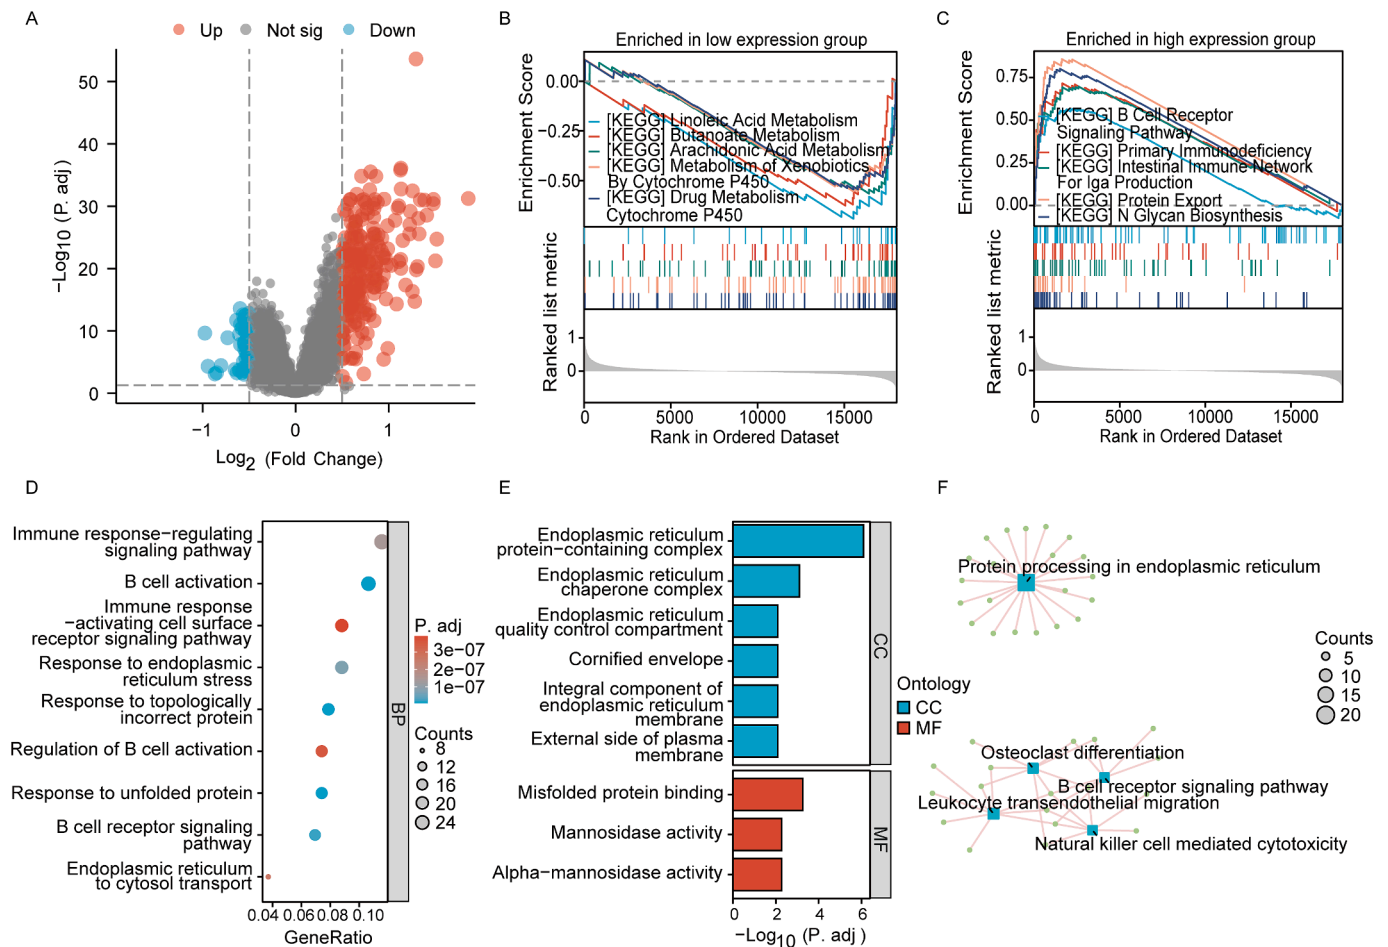 A
Up
Not sig
Down
50
40
30
20
10
0
−Log10 (P. adj)
−1
0
1
Log2 (Fold Change)
B
Enriched in low expression group
0.00
−0.25
−0.50
Enrichment Score
[KEGG] Linoleic Acid Metabolism
[KEGG] Butanoate Metabolism
[KEGG] Arachidonic Acid Metabolism
[KEGG] Metabolism of Xenobiotics
By Cytochrome P450
[KEGG] Drug Metabolism
Cytochrome P450
1
0
Ranked list metric
0
5000
10000
15000
Rank in Ordered Dataset
C
Enriched in high expression group
0.75
0.50
0.25
0.00
Enrichment Score
[KEGG] B Cell Receptor
Signaling Pathway
[KEGG] Primary Immunodeficiency
[KEGG] Intestinal Immune Network
For Iga Production
[KEGG] Protein Export
[KEGG] N Glycan Biosynthesis
1
0
Ranked list metric
0
5000
10000
15000
Rank in Ordered Dataset
D
Immune response−regulating
signaling pathway
B cell activation
Immune response
−activating cell surface
receptor signaling pathway
Response to endoplasmic
reticulum stress
Response to topologically
incorrect protein
Regulation of B cell activation
Response to unfolded protein
B cell receptor signaling
pathway
Endoplasmic reticulum
to cytosol transport
BP
0.04 0.06 0.08 0.10
GeneRatio
P. adj
3e−07
2e−07
1e−07
Counts
8
12
16
20
24
E
Endoplasmic reticulum
protein−containing complex
Endoplasmic reticulum
chaperone complex
Endoplasmic reticulum
quality control compartment
Cornified envelope
Integral component of
endoplasmic reticulum
membrane
External side of plasma
membrane
CC
Misfolded protein binding
Mannosidase activity
Alpha−mannosidase activity
MF
0
2
4
6
−Log10 (P. adj )
Ontology
CC
MF
F
Protein processing in endoplasmic reticulum
Osteoclast differentiation
B cell receptor signaling pathway
Leukocyte transendothelial migration
Natural killer cell mediated cytotoxicity
Counts
5
10
15
20